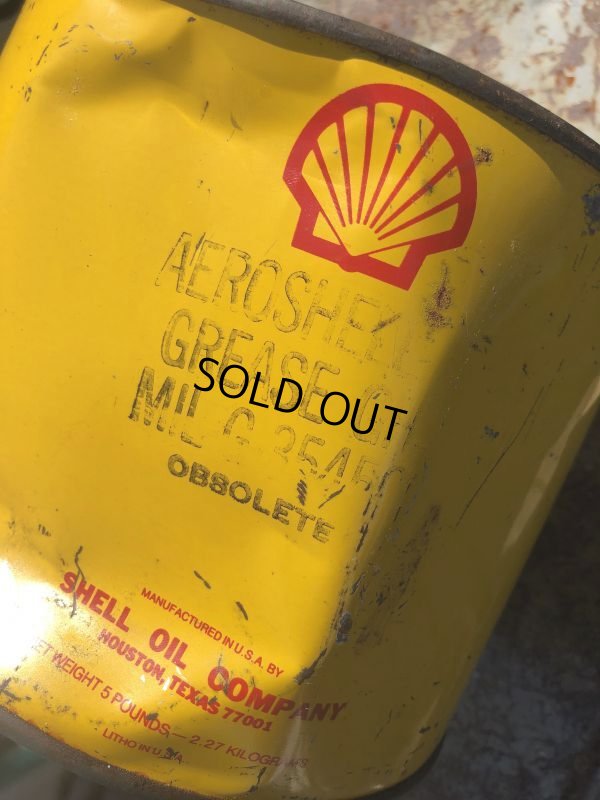 AEROSHELL
GREASE
SOLD OUT
MIL G
OBSOLETE
MANUFACTURED IN U.S.A. BY
SHELL OIL COMPANY
HOUSTON, TEXAS 77001
NET WEIGHT 5 POUNDS—2.27 KILOGRAMS
LITHO IN U.S.A.